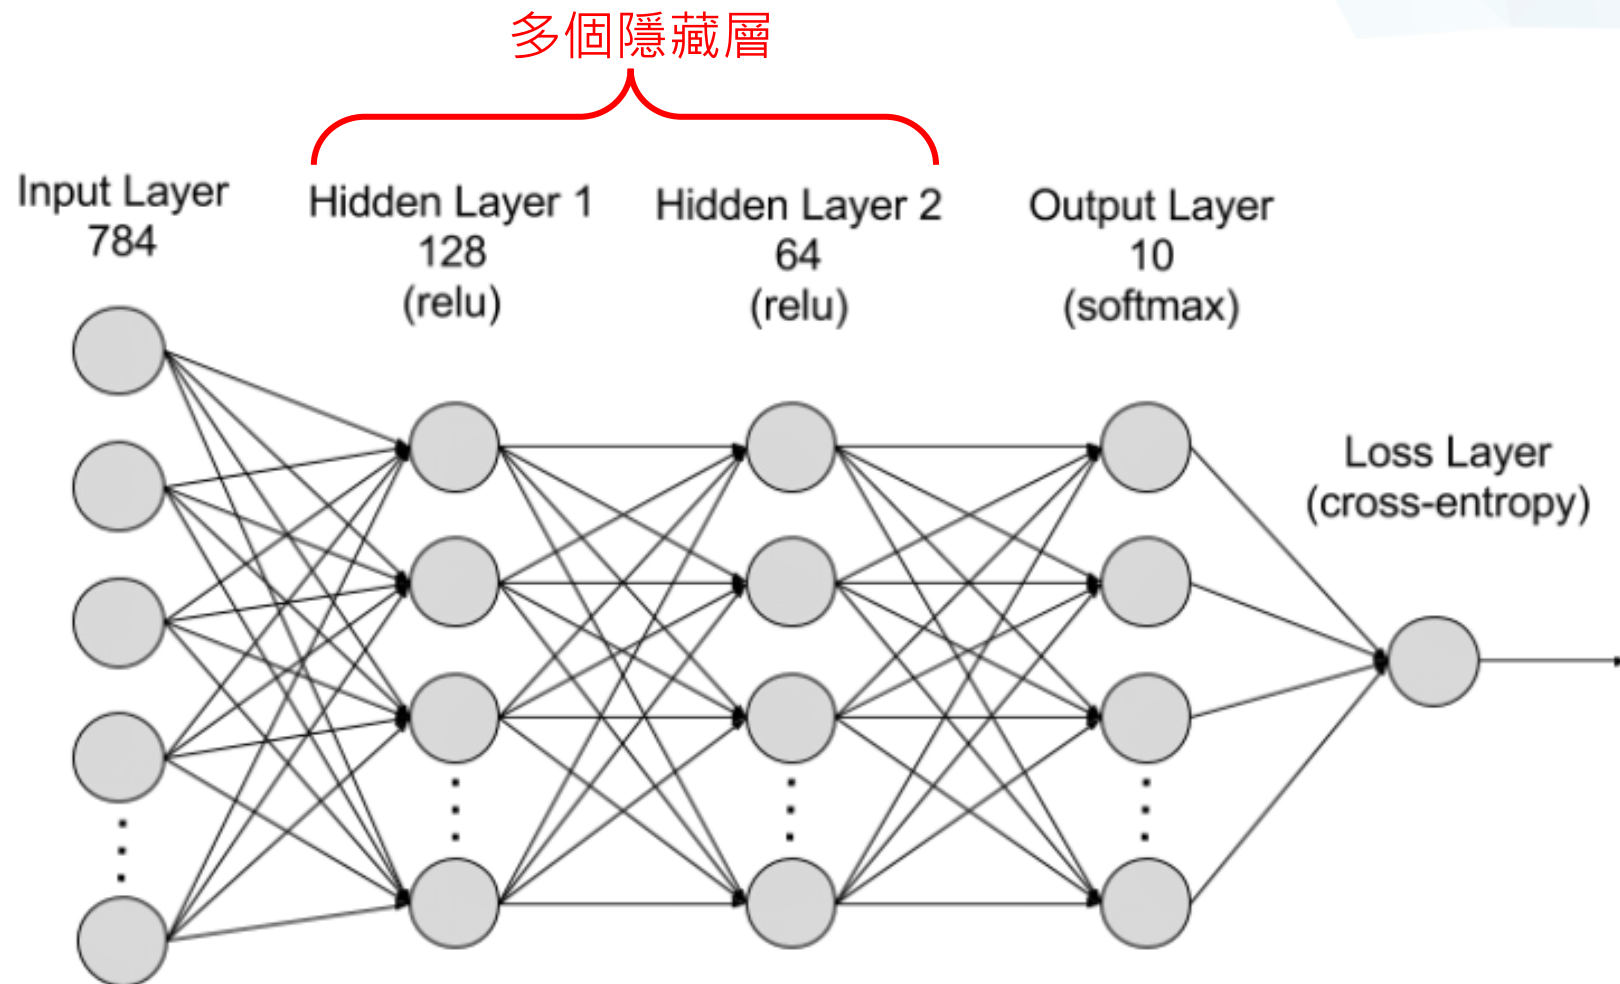 多個隱藏層
Input Layer
784
Hidden Layer 1
128
(relu)
Hidden Layer 2
64
(relu)
Output Layer
10
(softmax)
Loss Layer
(cross-entropy)